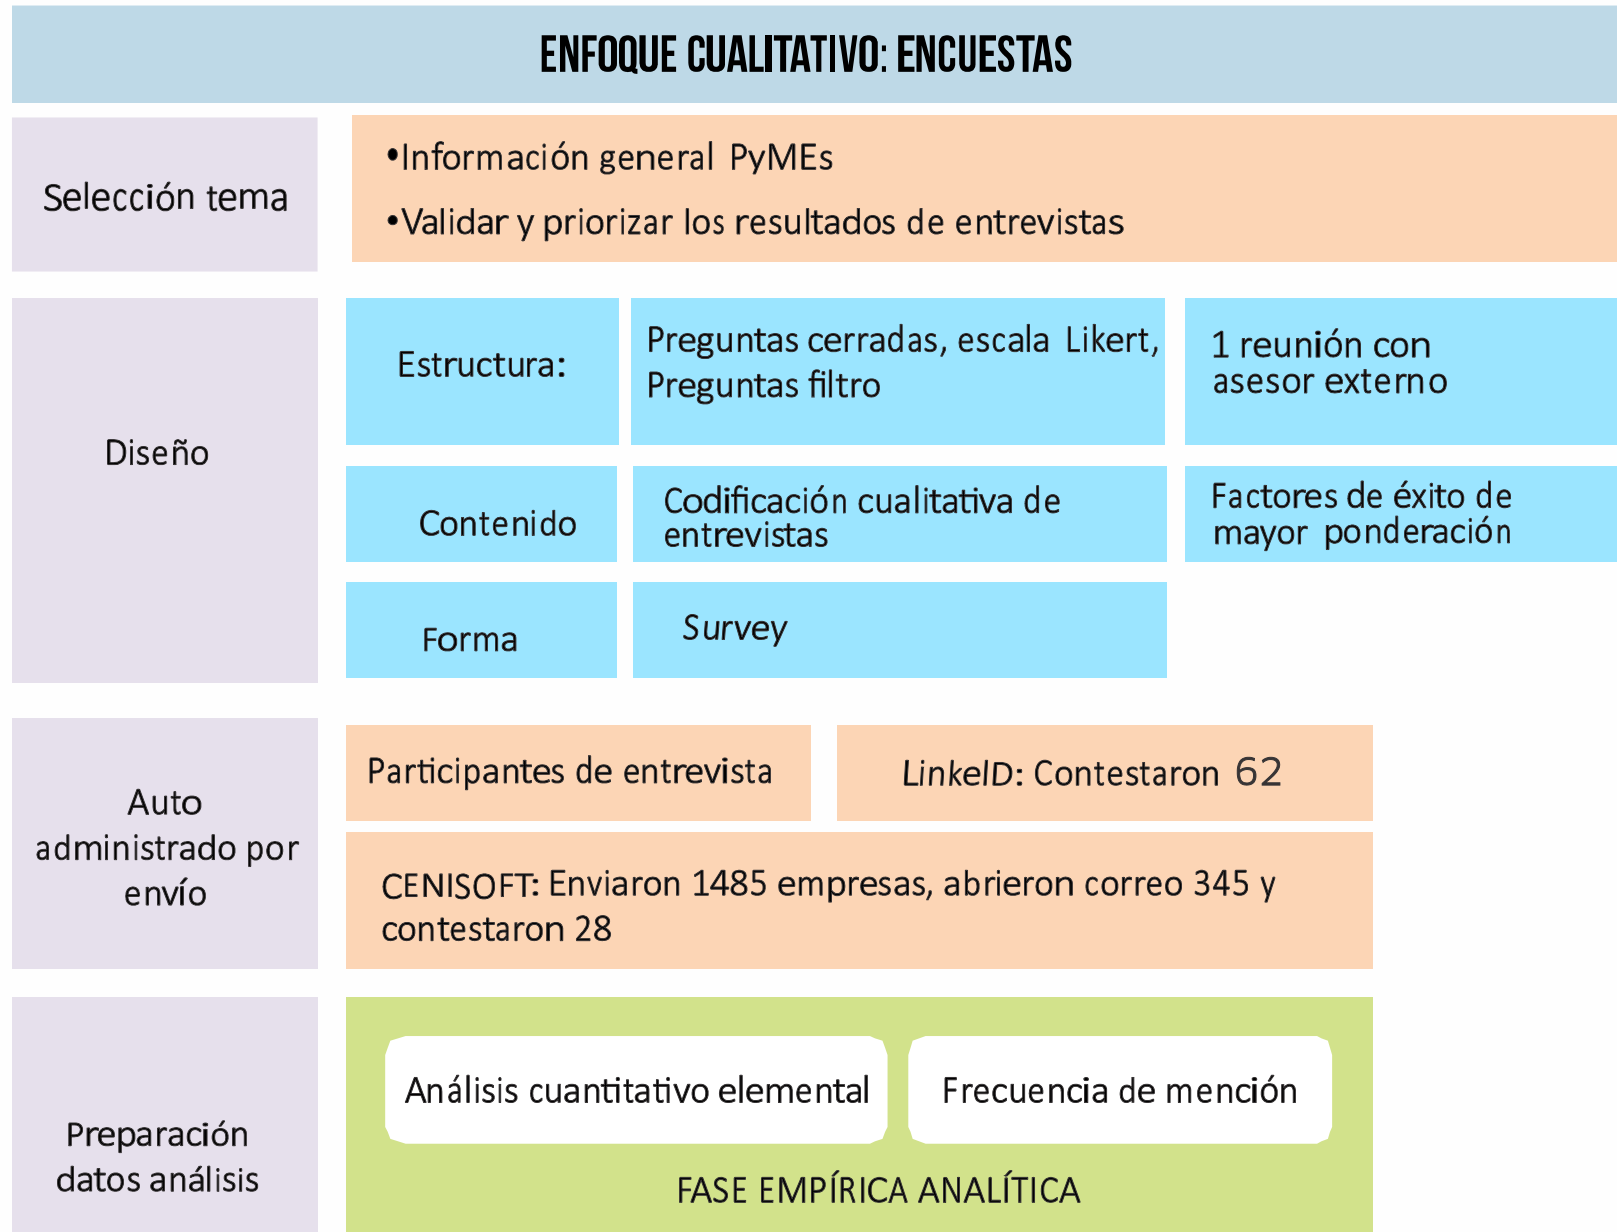 ENFOQUE CUALITATIVO: ENCUESTAS
Selección tema
•Información general PyMEs
•Validar y priorizar los resultados de entrevistas
Diseño
Estructura:
Preguntas cerradas, escala Likert,
Preguntas filtro
1 reunión con
asesor externo
Contenido
Codificación cualitativa de
entrevistas
Factores de éxito de
mayor ponderación
Forma
Survey
Auto
administrado por
envío
Participantes de entrevista
LinkeID: Contestaron 62
CENISOFT: Enviaron 1485 empresas, abrieron correo 345 y
contestaron 28
Preparación
datos análisis
Análisis cuantitativo elemental
Frecuencia de mención
FASE EMPÍRICA ANALÍTICA